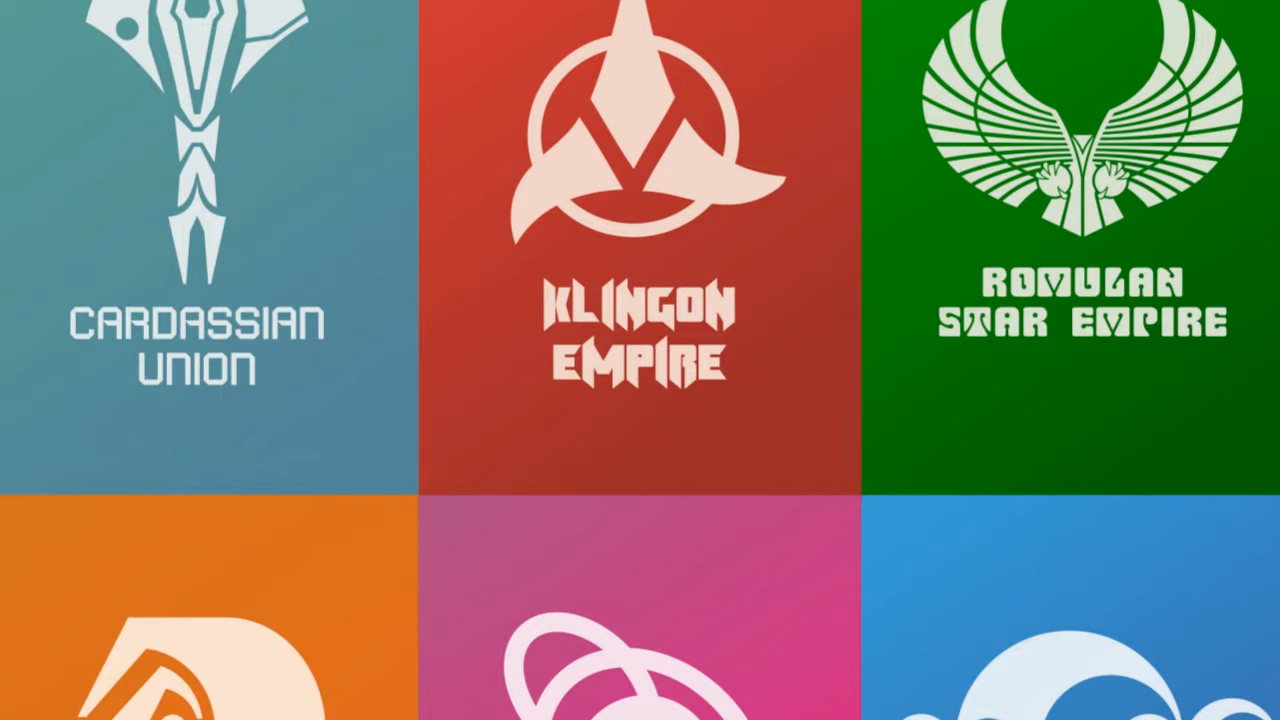 CARDASSIAN
UNION
KLINGON
EMPIRE
ROMULAN
STAR EMPIRE